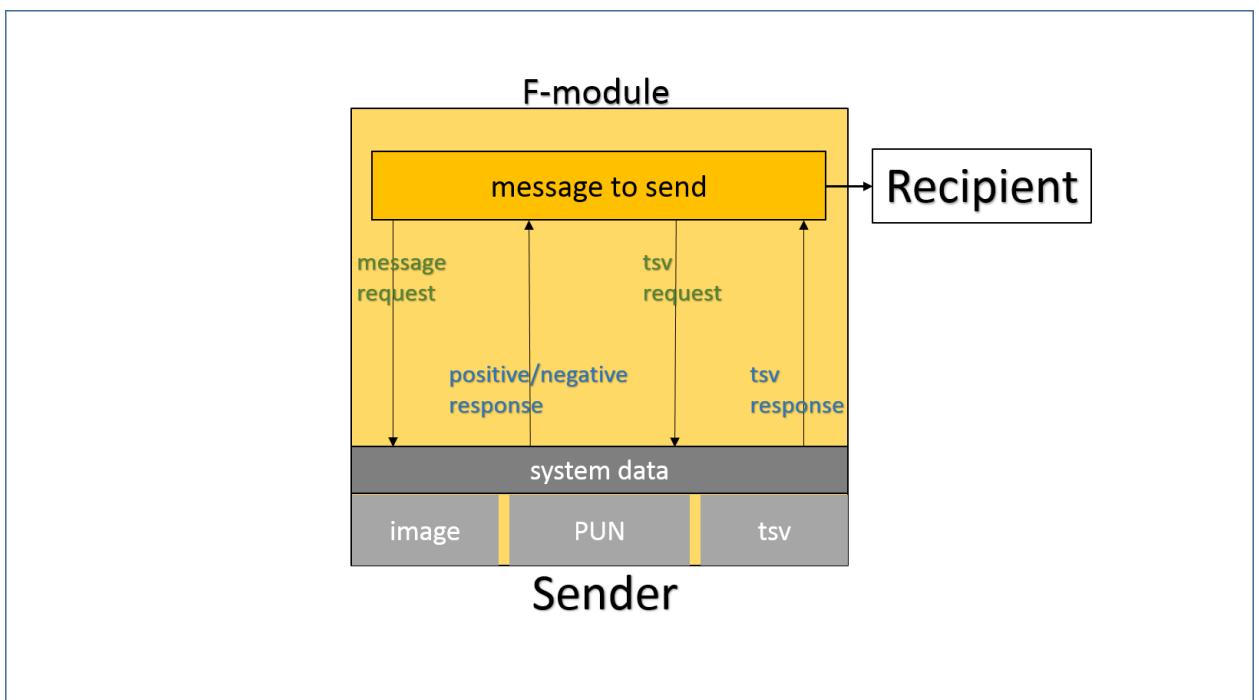 F-module
message to send
Recipient
message
request
tsv
request
positive/negative
response
tsv
response
system data
image
PUN
tsv
Sender